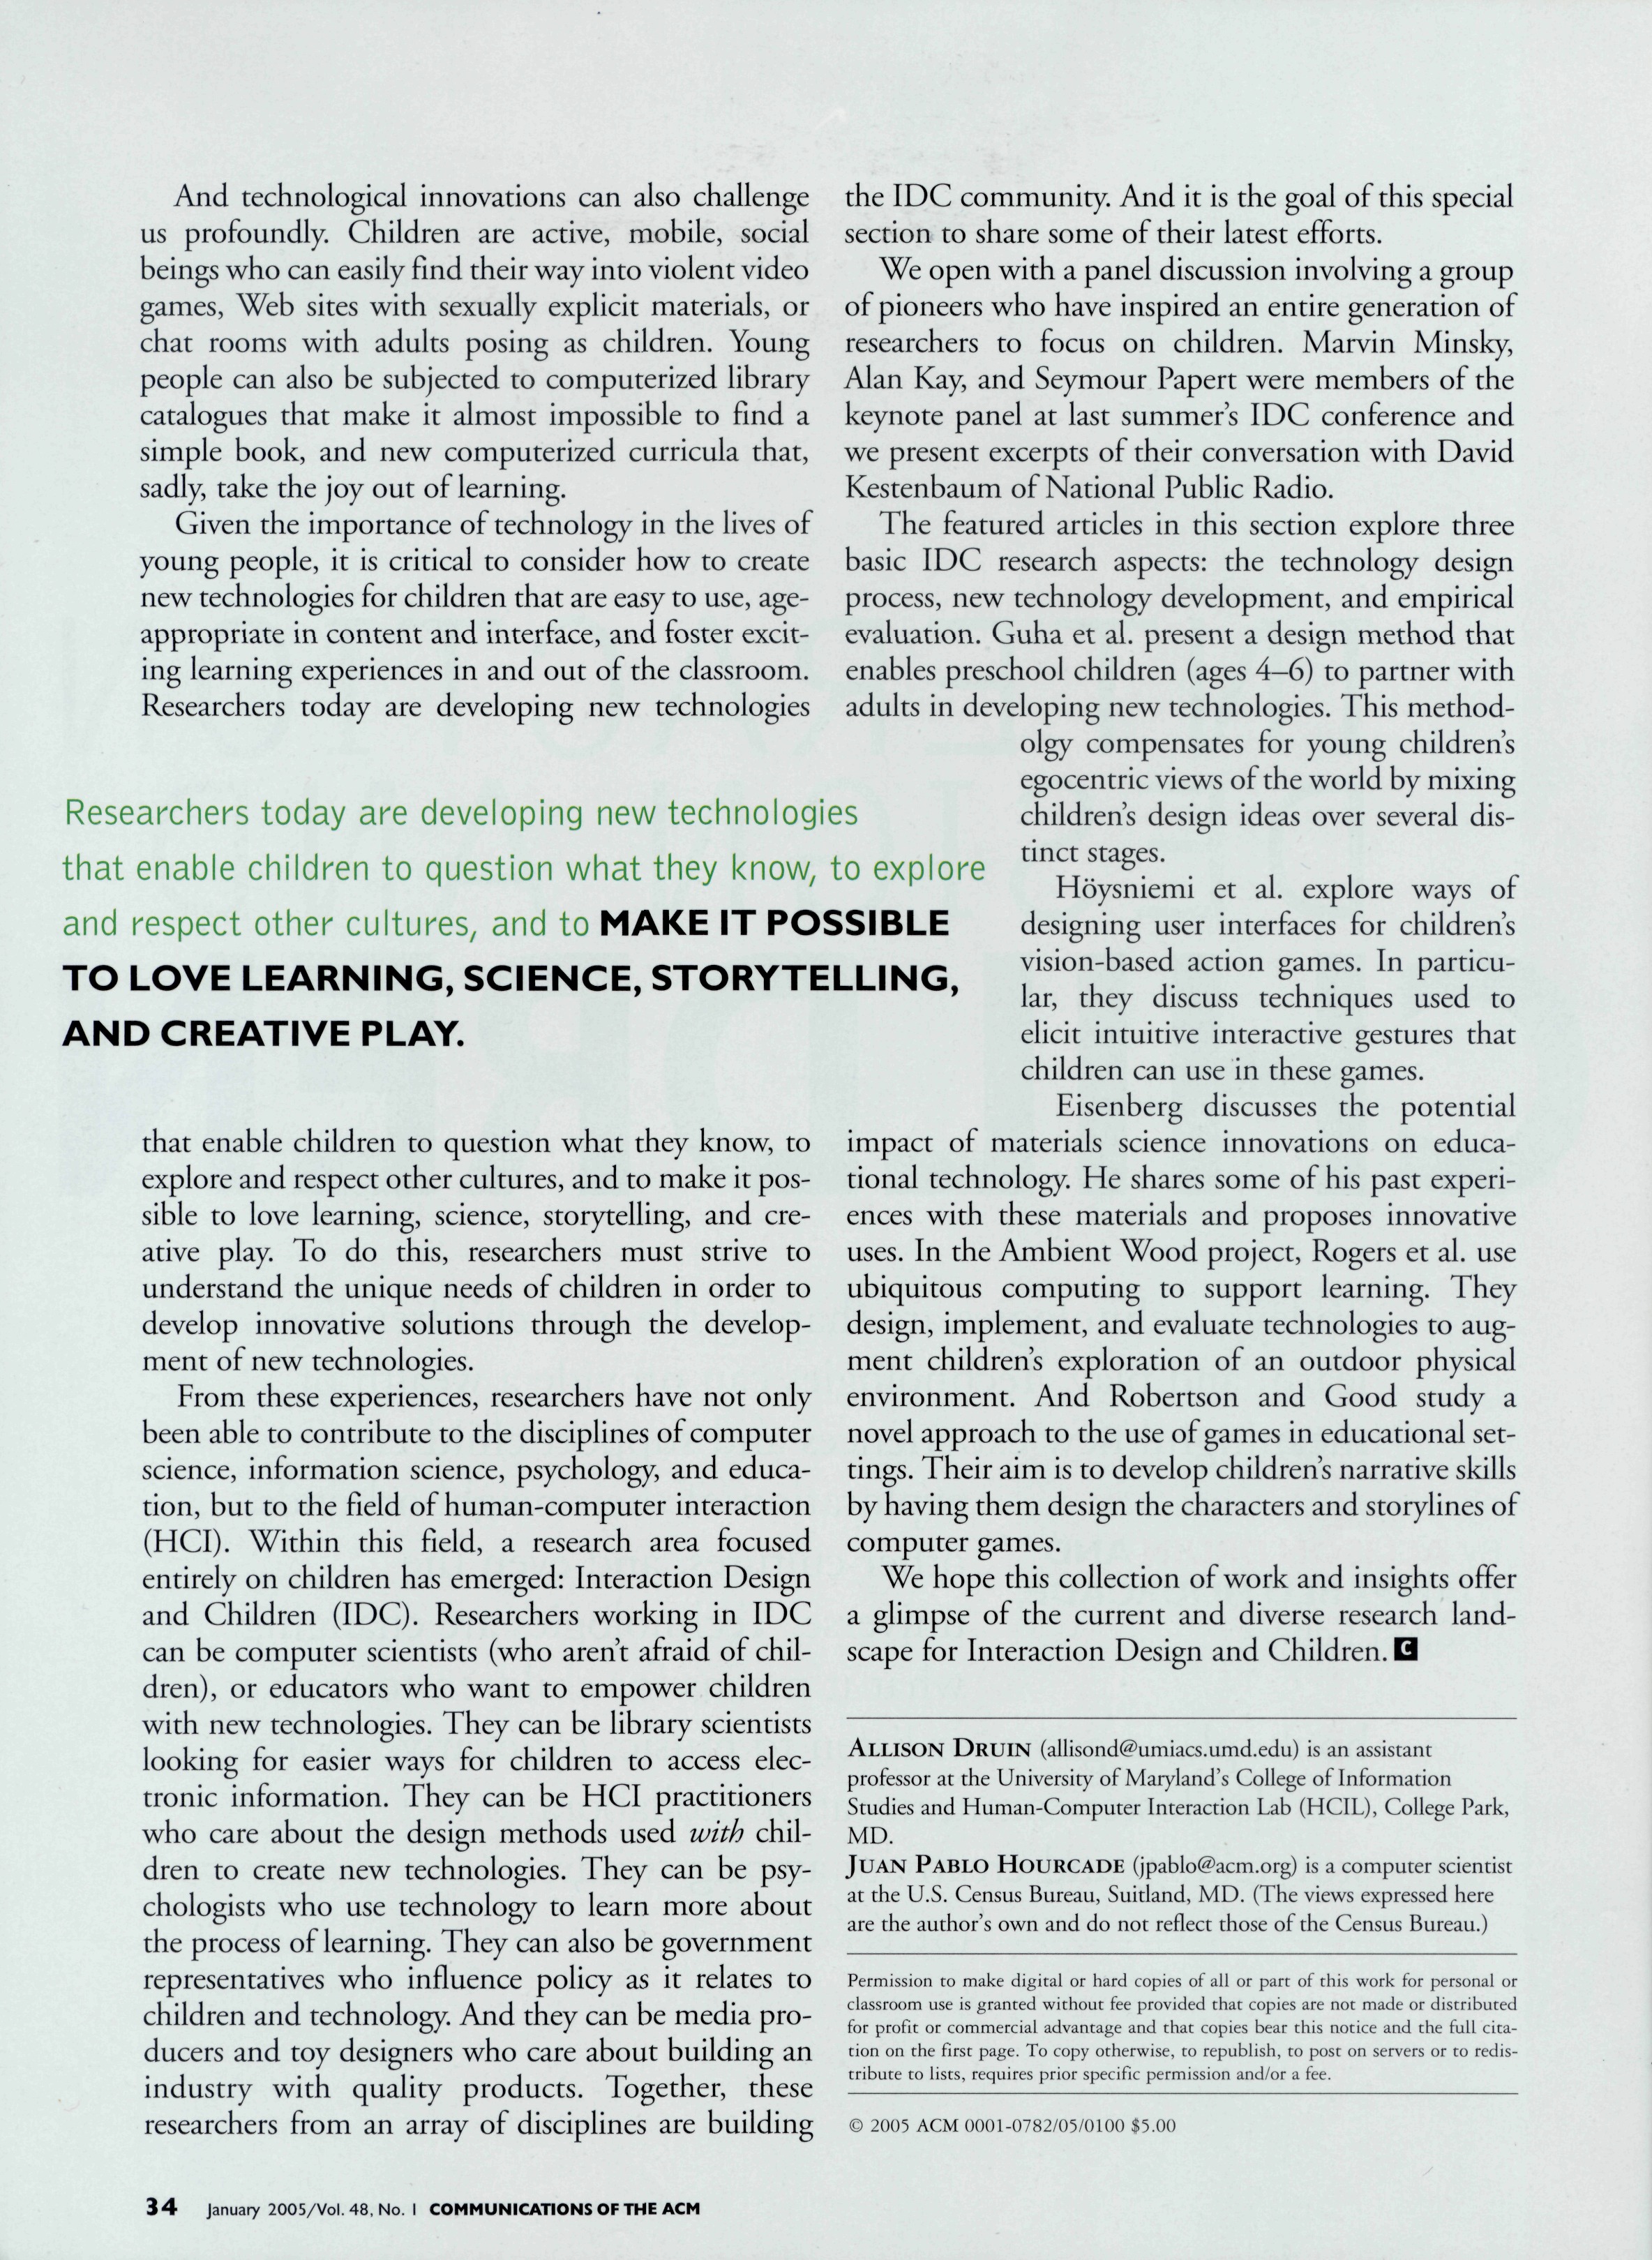 And technological innovations can also challenge
us profoundly. Children are active, mobile, social
beings who can easily find their way into violent video
games, Web sites with sexually explicit materials, or
chat rooms with adults posing as children. Young
people can also be subjected to computerized library
catalogues that make it almost impossible to find a
simple book, and new computerized curricula that,
sadly, take the joy out of learning.
Given the importance of technology in the lives of
young people, it is critical to consider how to create
new technologies for children that are easy to use, age-
appropriate in content and interface, and foster excit-
ing learning experiences in and out of the classroom.
Researchers today are developing new technologies
Researchers today are developing new technologies
that enable children to question what they know, to explore
and respect other cultures, and to MAKE IT POSSIBLE
TO LOVE LEARNING, SCIENCE, STORYTELLING,
AND CREATIVE PLAY.
that enable children to question what they know, to
explore and respect other cultures, and to make it pos-
sible to love learning, science, storytelling, and cre-
ative play. To do this, researchers must strive to
understand the unique needs of children in order to
develop innovative solutions through the develop-
ment of new technologies.
From these experiences, researchers have not only
been able to contribute to the disciplines of computer
science, information science, psychology, and educa-
tion, but to the field of human-computer interaction
(HCI). Within this field, a research area focused
entirely on children has emerged: Interaction Design
and Children (IDC). Researchers working in IDC
can be computer scientists (who aren't afraid of chil-
dren), or educators who want to empower children
with new technologies. They can be library scientists
looking for easier ways for children to access elec-
tronic information. They can be HCI practitioners
who care about the design methods used with chil-
dren to create new technologies. They can be psy-
chologists who use technology to learn more about
the process of learning. They can also be government
representatives who influence policy as it relates to
children and technology. And they can be media pro-
ducers and toy designers who care about building an
industry with quality products. Together, these
researchers from an array of disciplines are building
the IDC community. And it is the goal of this special
section to share some of their latest efforts.
We open with a panel discussion involving a group
of pioneers who have inspired an entire generation of
researchers to focus on children. Marvin Minsky,
Alan Kay, and Seymour Papert were members of the
keynote panel at last summer's IDC conference and
we present excerpts of their conversation with David
Kestenbaum of National Public Radio.
The featured articles in this section explore three
basic IDC research aspects: the technology design
process, new technology development, and empirical
evaluation. Guha et al. present a design method that
enables preschool children (ages 4–6) to partner with
adults in developing new technologies. This method-
olgy compensates for young children's
egocentric views of the world by mixing
children's design ideas over several dis-
tinct stages.
Höysniemi et al. explore ways of
designing user interfaces for children's
vision-based action games. In particu-
lar, they discuss techniques used to
elicit intuitive interactive gestures that
children can use in these games.
Eisenberg discusses the potential
impact of materials science innovations on educa-
tional technology. He shares some of his past experi-
ences with these materials and proposes innovative
uses. In the Ambient Wood project, Rogers et al. use
ubiquitous computing to support learning. They
design, implement, and evaluate technologies to aug-
ment children's exploration of an outdoor physical
environment. And Robertson and Good study a
novel approach to the use of games in educational set-
tings. Their aim is to develop children's narrative skills
by having them design the characters and storylines of
computer games.
We hope this collection of work and insights offer
a glimpse of the current and diverse research land-
scape for Interaction Design and Children. C
ALLISON DRUIN (allisond@umiacs.umd.edu) is an assistant
professor at the University of Maryland's College of Information
Studies and Human-Computer Interaction Lab (HCIL), College Park,
MD.
JUAN PABLO HOURCADE (jpablo@acm.org) is a computer scientist
at the U.S. Census Bureau, Suitland, MD. (The views expressed here
are the author's own and do not reflect those of the Census Bureau.)
Permission to make digital or hard copies of all or part of this work for personal or
classroom use is granted without fee provided that copies are not made or distributed
for profit or commercial advantage and that copies bear this notice and the full cita-
tion on the first page. To copy otherwise, to republish, to post on servers or to redis-
tribute to lists, requires prior specific permission and/or a fee.
© 2005 ACM 0001-0782/05/0100 $5.00
34 January 2005/Vol. 48, No. 1 COMMUNICATIONS OF THE ACM